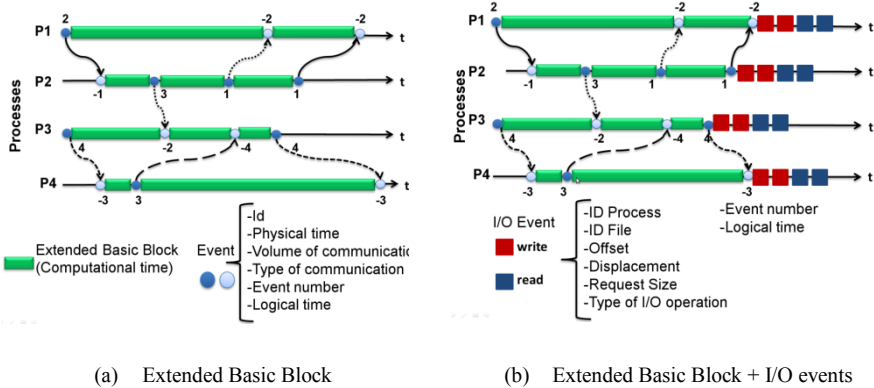 2 -2 -2
P1 t
P2 t
-1 3 1 1
Processes
P3 t
4 -2 -4 4
P4 t
-3 3 -3
Extended Basic Block
(Computational time)
Event
-Id
-Physical time
-Volume of communicatio
-Type of communication
-Event number
-Logical time
(a) Extended Basic Block
2 -2 -2
P1 t
P2 t
-1 3 1 1
Processes
P3 t
4 -2 -4 4
P4 t
-3 3 -3
I/O Event
write
read
-ID Process
-ID File
-Offset
-Displacement
-Request Size
-Type of I/O operation
-Event number
-Logical time
(b) Extended Basic Block + I/O events